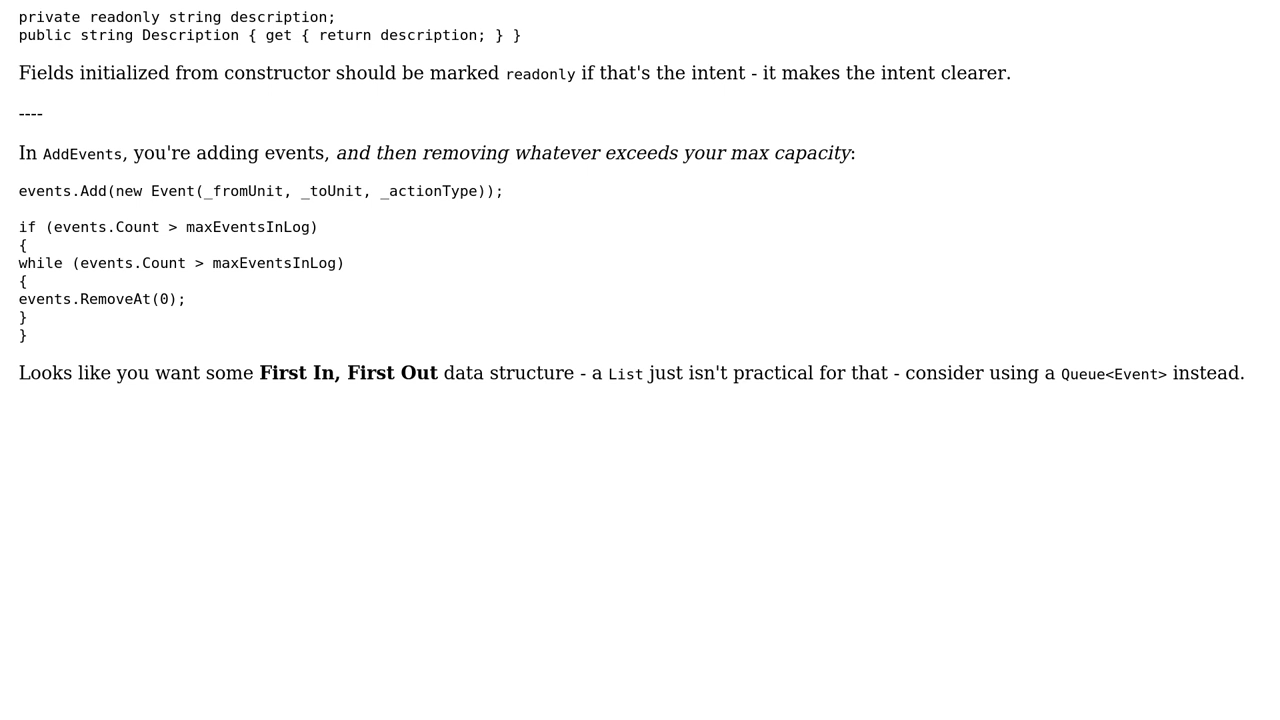 private readonly string description;
public string Description { get { return description; } }
Fields initialized from constructor should be marked readonly if that's the intent - it makes the intent clearer.
----
In AddEvents, you're adding events, and then removing whatever exceeds your max capacity:
events.Add(new Event(_fromUnit, _toUnit, _actionType));
if (events.Count > maxEventsInLog)
{
while (events.Count > maxEventsInLog)
{
events.RemoveAt(0);
}
}
Looks like you want some First In, First Out data structure - a List just isn't practical for that - consider using a Queue<Event> instead.